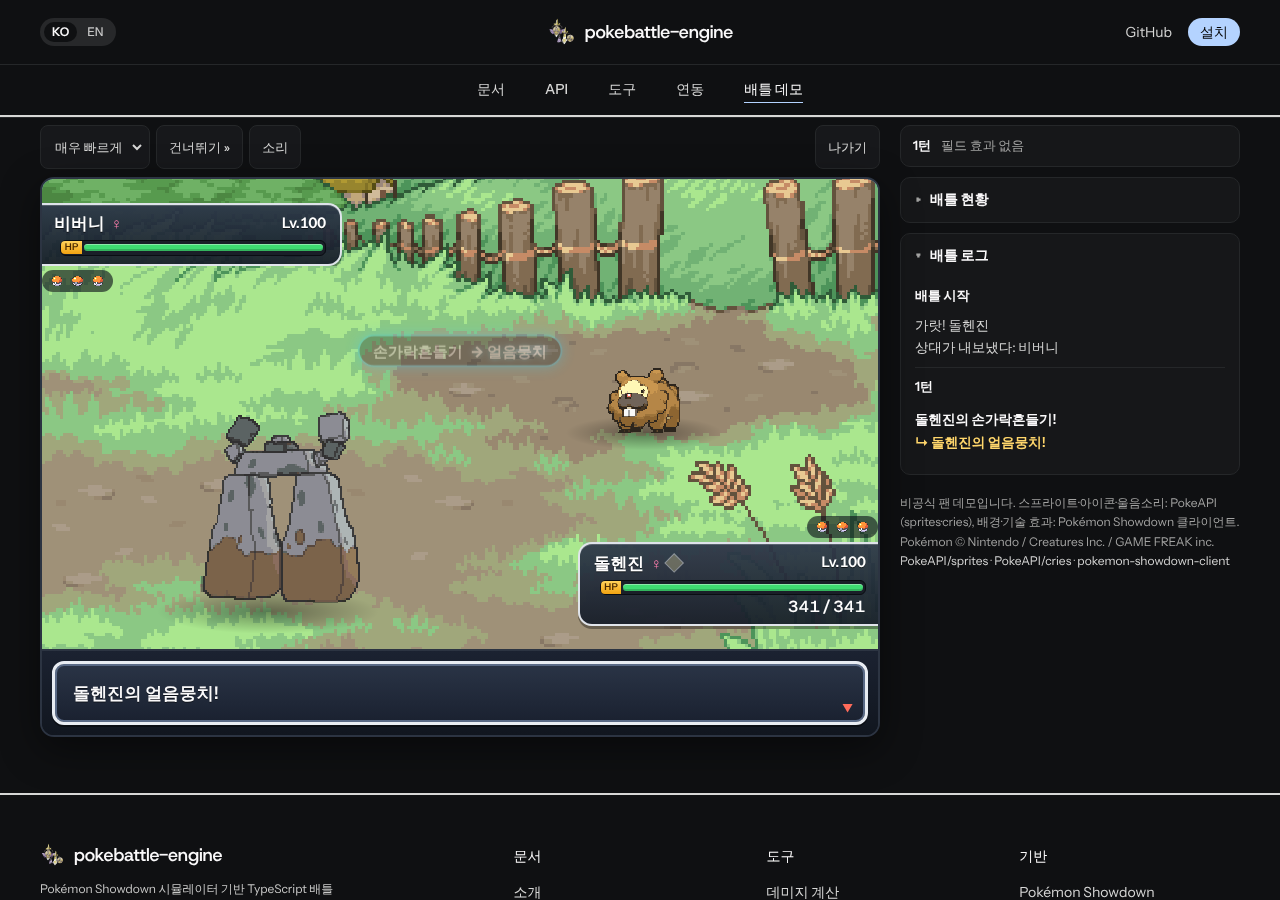 KO EN
pokebattle-engine
GitHub 설치
문서 API 도구 연동 배틀 데모
매우 빠르게 건너뛰기 » 소리 나가기
비버니 ♀ Lv.100
HP
손가락흔들기 → 얼음뭉치
돌헨진 ♀ Lv.100
HP
341/341
돌헨진의 얼음뭉치!
1턴 필드 효과 없음
배틀 현황
배틀 로그
배틀 시작
가랏! 돌헨진
상대가 내보냈다: 비버니
1턴
돌헨진의 손가락흔들기!
↪ 돌헨진의 얼음뭉치!
비공식 팬 데모입니다. 스프라이트·아이콘·울음소리: PokeAPI
(sprites·cries), 배경·기술 효과: Pokémon Showdown 클라이언트.
Pokémon © Nintendo / Creatures Inc. / GAME FREAK inc.
PokeAPI/sprites · PokeAPI/cries · pokemon-showdown-client
pokebattle-engine
Pokémon Showdown 시뮬레이터 기반 TypeScript 배틀
문서
소개
도구
데미지 계산
기반
Pokémon Showdown